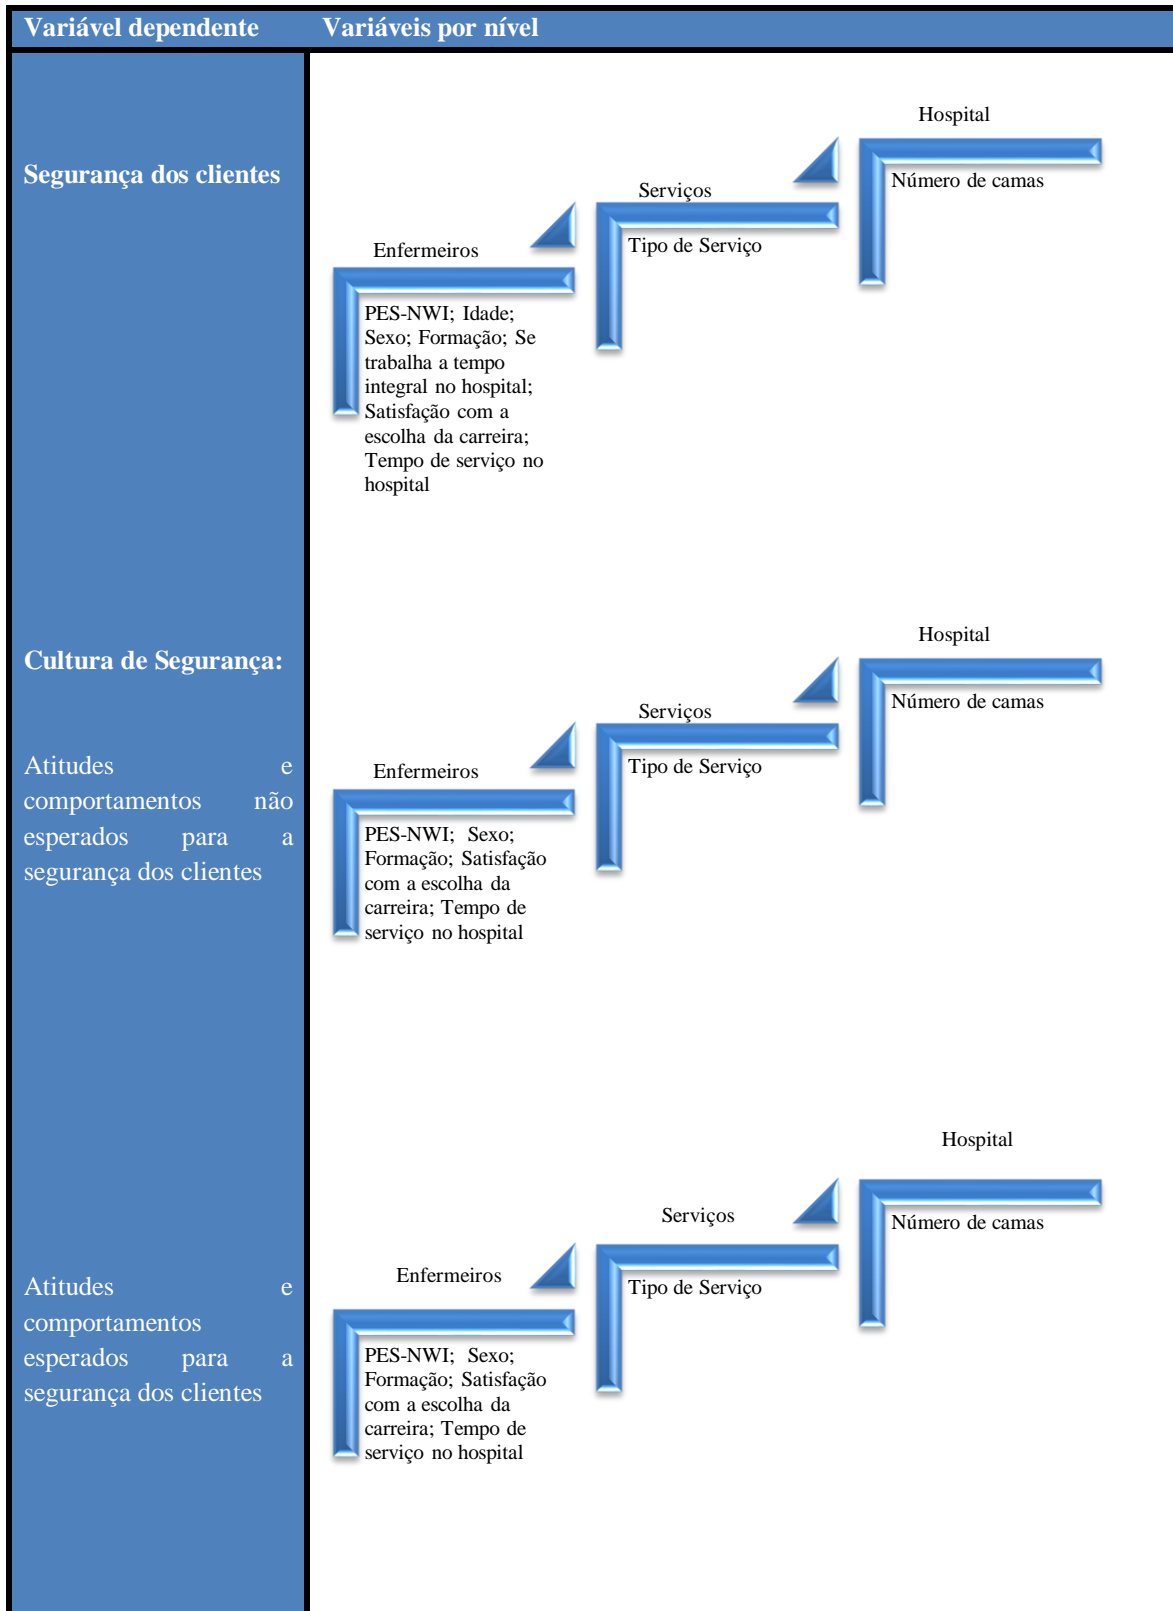 Variável dependente
Variáveis por nível
Segurança dos clientes
Hospital
Número de camas
Serviços
Tipo de Serviço
Enfermeiros
PES-NWI; Idade;
Sexo; Formação; Se
trabalha a tempo
integral no hospital;
Satisfação com a
escolha da carreira;
Tempo de serviço no
hospital
Cultura de Segurança:
Atitudes e
comportamentos não
esperados para a
segurança dos clientes
Hospital
Número de camas
Serviços
Tipo de Serviço
Enfermeiros
PES-NWI; Sexo;
Formação; Satisfação
com a escolha da
carreira; Tempo de
serviço no hospital
Atitudes e
comportamentos
esperados para a
segurança dos clientes
Hospital
Número de camas
Serviços
Tipo de Serviço
Enfermeiros
PES-NWI; Sexo;
Formação; Satisfação
com a escolha da
carreira; Tempo de
serviço no hospital